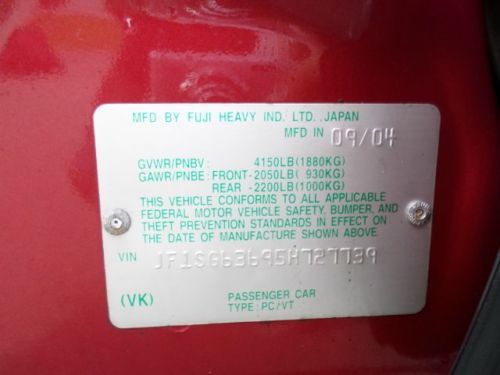 MFD BY FUJI HEAVY IND. LTD. JAPAN
MFD IN 09/04
GVWR/PNBV: 4150LB(1880KG)
GAWR/PNBE: FRONT-2050LB( 930KG)
REAR -2200LB(1000KG)
THIS VEHICLE CONFORMS TO ALL APPLICABLE
FEDERAL MOTOR VEHICLE SAFETY, BUMPER, AND
THEFT PREVENTION STANDARDS IN EFFECT ON
THE DATE OF MANUFACTURE SHOWN ABOVE.
VIN JF1SG63695H727739
(VK) PASSENGER CAR
TYPE: PC/VT